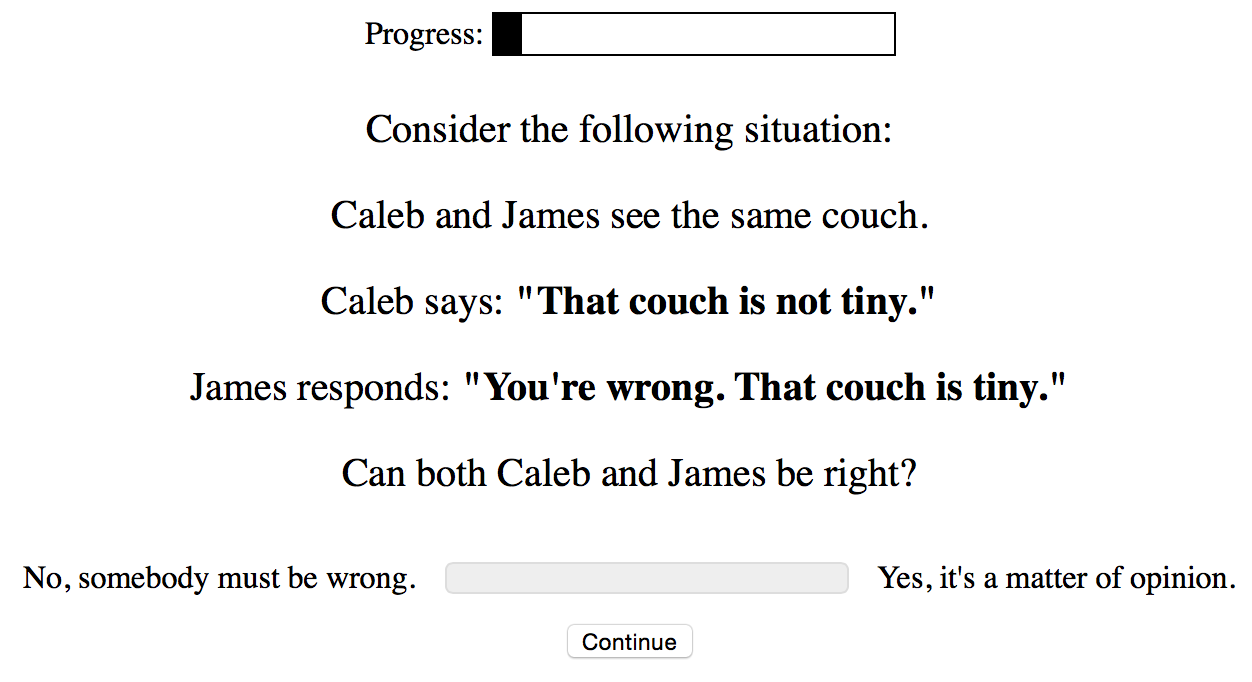 Progress:
Consider the following situation:
Caleb and James see the same couch.
Caleb says: "That couch is not tiny."
James responds: "You're wrong. That couch is tiny."
Can both Caleb and James be right?
No, somebody must be wrong. Yes, it's a matter of opinion.
Continue